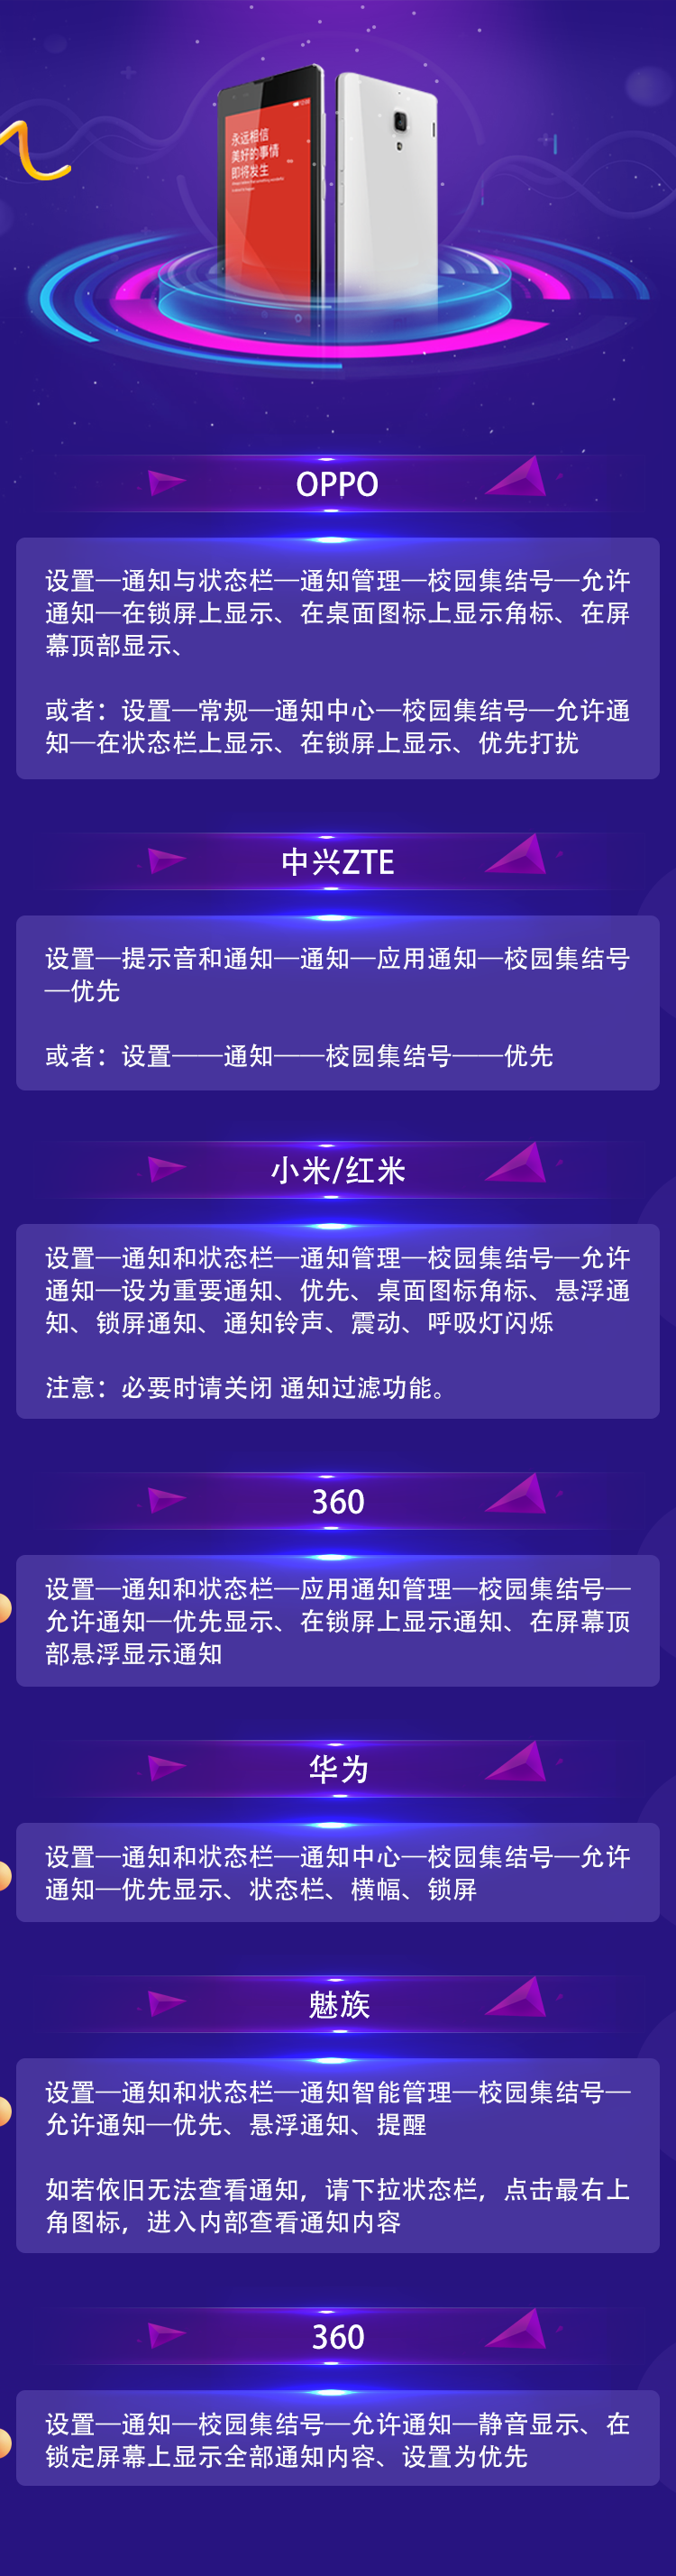 永远相信
美好的事情
即将发生
OPPO
设置—通知与状态栏—通知管理—校园集结号—允许
通知—在锁屏上显示、在桌面图标上显示角标、在屏
幕顶部显示、
或者：设置—常规—通知中心—校园集结号—允许通
知—在状态栏上显示、在锁屏上显示、优先打扰
中兴ZTE
设置—提示音和通知—通知—应用通知—校园集结号
—优先
或者：设置——通知——校园集结号——优先
小米/红米
设置—通知和状态栏—通知管理—校园集结号—允许
通知—设为重要通知、优先、桌面图标角标、悬浮通
知、锁屏通知、通知铃声、震动、呼吸灯闪烁
注意：必要时请关闭 通知过滤功能。
360
设置—通知和状态栏—应用通知管理—校园集结号—
允许通知—优先显示、在锁屏上显示通知、在屏幕顶
部悬浮显示通知
华为
设置—通知和状态栏—通知中心—校园集结号—允许
通知—优先显示、状态栏、横幅、锁屏
魅族
设置—通知和状态栏—通知智能管理—校园集结号—
允许通知—优先、悬浮通知、提醒
如若依旧无法查看通知，请下拉状态栏，点击最右上
角图标，进入内部查看通知内容
360
设置—通知—校园集结号—允许通知—静音显示、在
锁定屏幕上显示全部通知内容、设置为优先